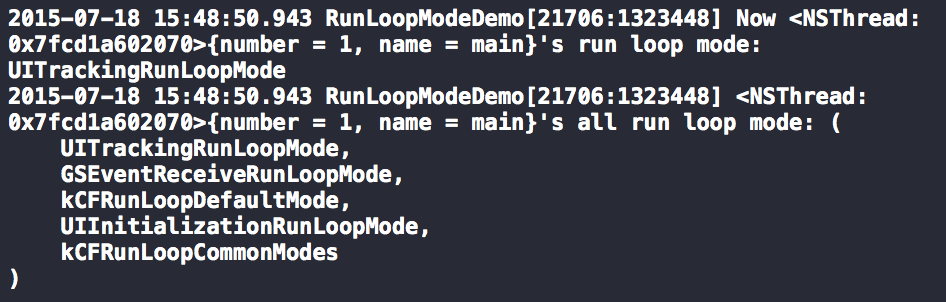 2015-07-18 15:48:50.943 RunLoopModeDemo[21706:1323448] Now <NSThread:
0x7fcd1a602070>{number = 1, name = main}'s run loop mode:
UITrackingRunLoopMode
2015-07-18 15:48:50.943 RunLoopModeDemo[21706:1323448] <NSThread:
0x7fcd1a602070>{number = 1, name = main}'s all run loop mode: (
    UITrackingRunLoopMode,
    GSEventReceiveRunLoopMode,
    kCFRunLoopDefaultMode,
    UIInitializationRunLoopMode,
    kCFRunLoopCommonModes
)